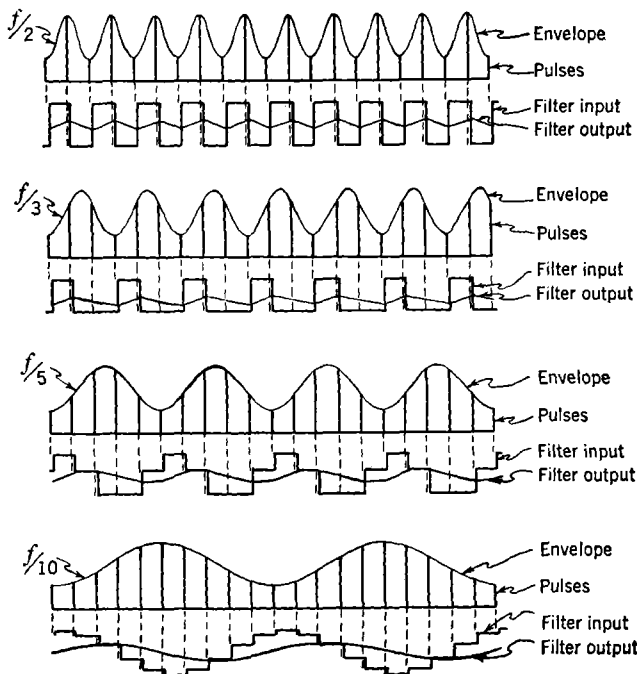 f/2
Envelope
Pulses
Filter input
Filter output
f/3
Envelope
Pulses
Filter input
Filter output
f/5
Envelope
Pulses
Filter input
Filter output
f/10
Envelope
Pulses
Filter input
Filter output